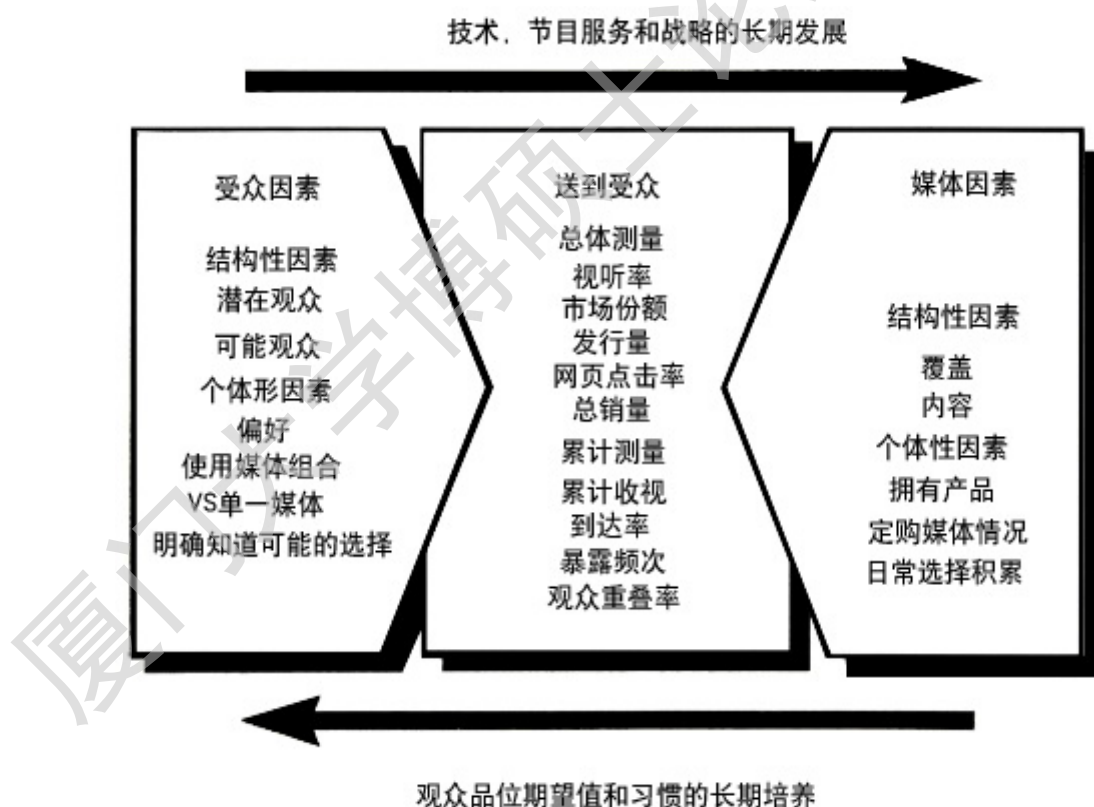 技术、节目服务和战略的长期发展
受众因素
结构性因素
潜在观众
可能观众
个体形因素
偏好
使用媒体组合
VS单一媒体
明确知道可能的选择
送到受众
总体测量
视听率
市场份额
发行量
网页点击率
总销量
累计测量
累计收视
到达率
暴露频次
观众重叠率
媒体因素
结构性因素
覆盖
内容
个体性因素
拥有产品
定购媒体情况
日常选择积累
观众品位期望值和习惯的长期培养
厦门大学博硕士论